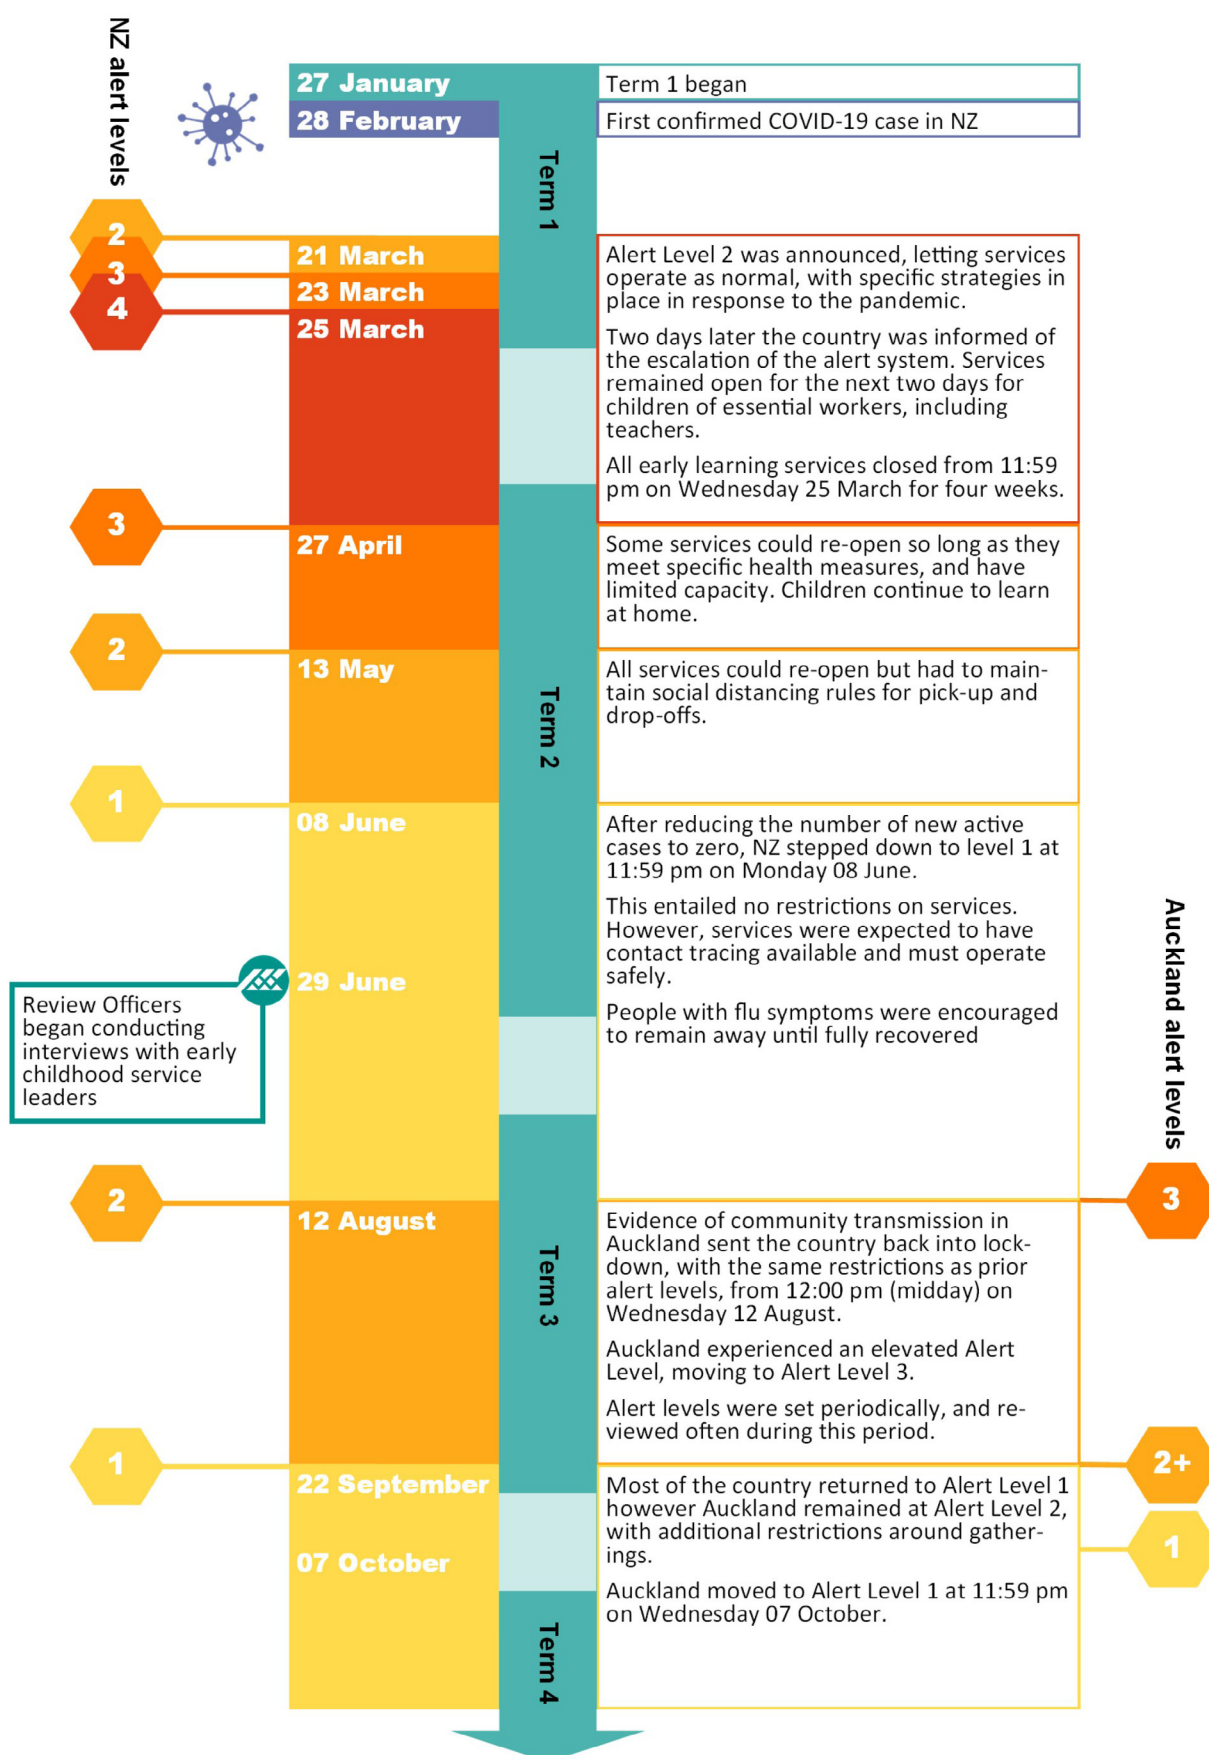 NZ alert levels
27 January
Term 1 began
28 February
First confirmed COVID-19 case in NZ
Term 1
2
3
4
21 March
23 March
25 March
Alert Level 2 was announced, letting services
operate as normal, with specific strategies in
place in response to the pandemic.
Two days later the country was informed of
the escalation of the alert system. Services
remained open for the next two days for
children of essential workers, including
teachers.
All early learning services closed from 11:59
pm on Wednesday 25 March for four weeks.
3
27 April
Some services could re-open so long as they
meet specific health measures, and have
limited capacity. Children continue to learn
at home.
2
13 May
Term 2
All services could re-open but had to main-
tain social distancing rules for pick-up and
drop-offs.
1
08 June
After reducing the number of new active
cases to zero, NZ stepped down to level 1 at
11:59 pm on Monday 08 June.
This entailed no restrictions on services.
However, services were expected to have
contact tracing available and must operate
safely.
People with flu symptoms were encouraged
to remain away until fully recovered
29 June
Review Officers
began conducting
interviews with early
childhood service
leaders
Auckland alert levels
2
12 August
Term 3
Evidence of community transmission in
Auckland sent the country back into lock-
down, with the same restrictions as prior
alert levels, from 12:00 pm (midday) on
Wednesday 12 August.
Auckland experienced an elevated Alert
Level, moving to Alert Level 3.
Alert levels were set periodically, and re-
viewed often during this period.
3
1
22 September
07 October
Most of the country returned to Alert Level 1
however Auckland remained at Alert Level 2,
with additional restrictions around gather-
ings.
Auckland moved to Alert Level 1 at 11:59 pm
on Wednesday 07 October.
2+
1
Term 4